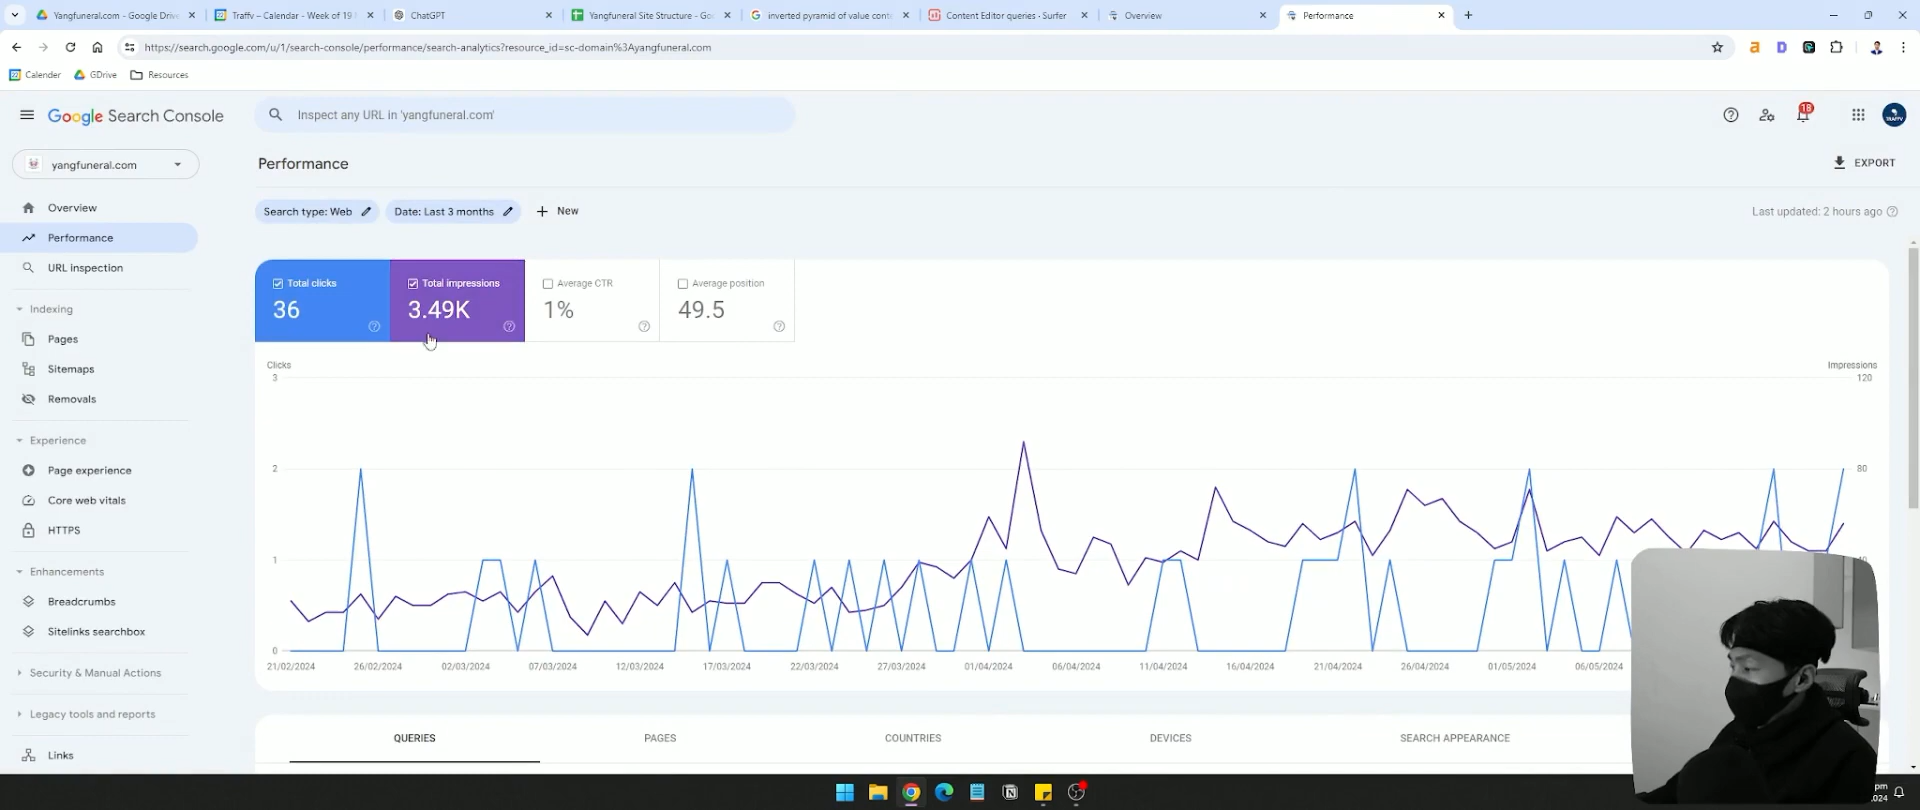 Yangfuneral.com - Google Driv
Traffv – Calendar - Week of 19 M
ChatGPT
Yangfuneral Site Structure - Go
inverted pyramid of value cont
Content Editor queries · Surfer
Overview
Performance
https://search.google.com/u/1/search-console/performance/search-analytics?resource_id=sc-domain%3Ayangfuneral.com
Calender
GDrive
Resources
Google Search Console
Inspect any URL in 'yangfuneral.com'
18
TRAFFV
yangfuneral.com
Performance
EXPORT
Search type: Web
Date: Last 3 months
New
Last updated: 2 hours ago
Overview
Performance
URL inspection
Indexing
Pages
Sitemaps
Removals
Experience
Page experience
Core web vitals
HTTPS
Enhancements
Breadcrumbs
Sitelinks searchbox
Security & Manual Actions
Legacy tools and reports
Links
Total clicks
36
Total impressions
3.49K
Average CTR
1%
Average position
49.5
Clicks
Impressions
3
120
2
80
1
0
21/02/2024
26/02/2024
02/03/2024
07/03/2024
12/03/2024
17/03/2024
22/03/2024
27/03/2024
01/04/2024
06/04/2024
11/04/2024
16/04/2024
21/04/2024
26/04/2024
01/05/2024
06/05/2024
QUERIES
PAGES
COUNTRIES
DEVICES
SEARCH APPEARANCE
pm